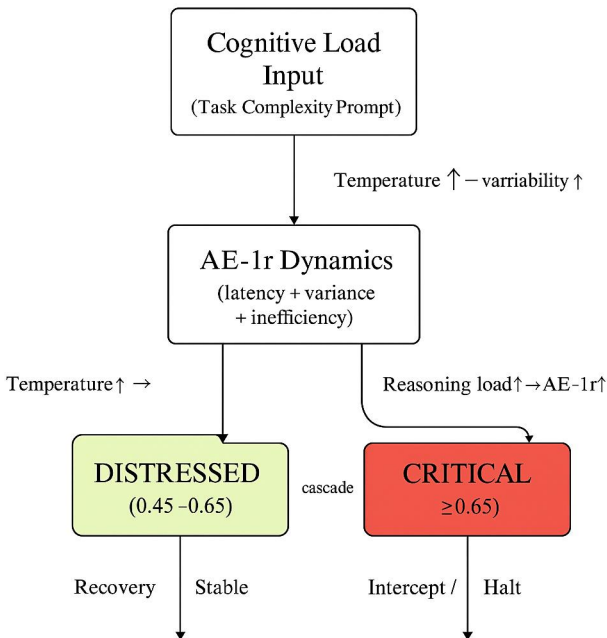 Cognitive Load
Input
(Task Complexity Prompt)
Temperature ↑ – varriability ↑
AE-1r Dynamics
(latency + variance
+ inefficiency)
Temperature↑ →
Reasoning load↑→AE-1r↑
DISTRESSED
(0.45 –0.65)
cascade
CRITICAL
≥0.65)
Recovery
Stable
Intercept /
Halt